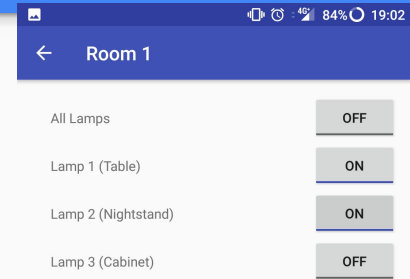 4G 84% 19:02
Room 1
All Lamps OFF
Lamp 1 (Table) ON
Lamp 2 (Nightstand) ON
Lamp 3 (Cabinet) OFF